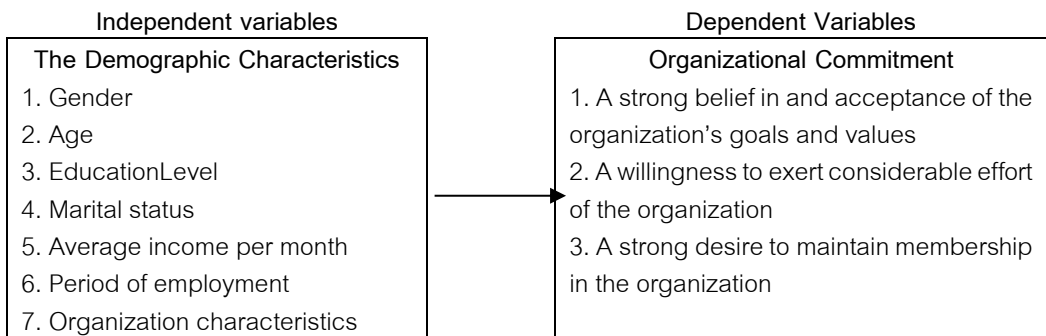 Independent variables
The Demographic Characteristics
1. Gender
2. Age
3. EducationLevel
4. Marital status
5. Average income per month
6. Period of employment
7. Organization characteristics
Dependent Variables
Organizational Commitment
1. A strong belief in and acceptance of the
organization's goals and values
2. A willingness to exert considerable effort
of the organization
3. A strong desire to maintain membership
in the organization